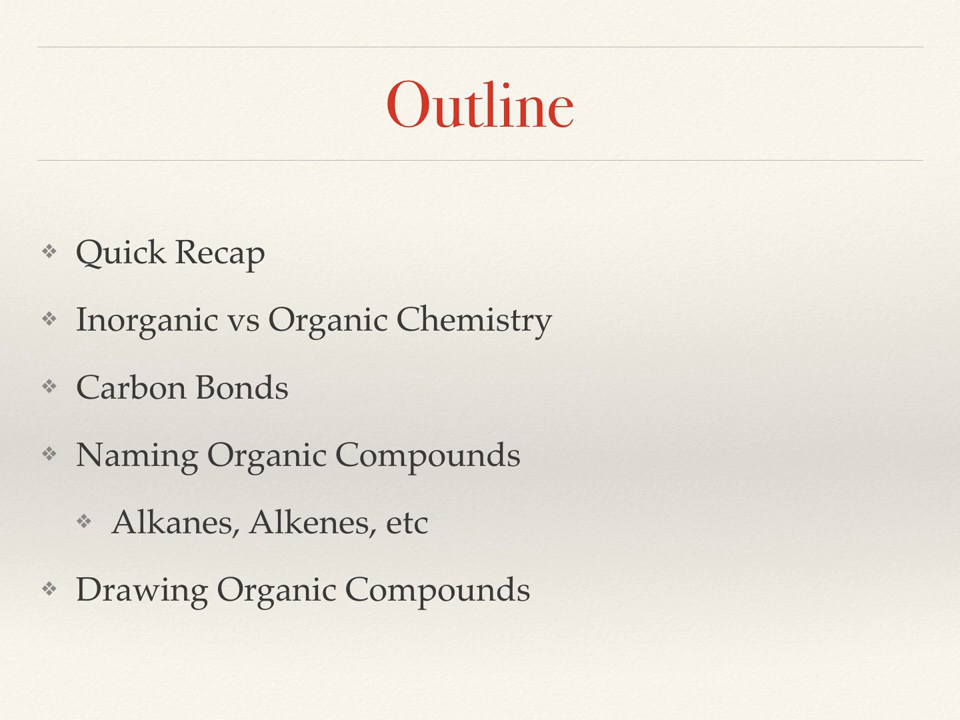 Outline
Quick Recap
Inorganic vs Organic Chemistry
Carbon Bonds
Naming Organic Compounds
Alkanes, Alkenes, etc
Drawing Organic Compounds